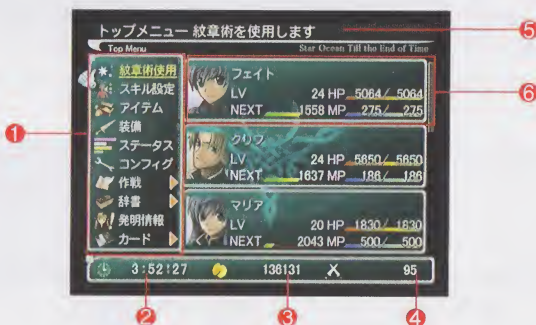 トップメニュー 紋章術を使用します
Top Menu
Star Ocean Till the End of Time
紋章術使用
スキル設定
アイテム
装備
ステータス
コンフィグ
作戦
辞書
発明情報
カード
フェイト
LV 24 HP 5064/ 5064
NEXT 1558 MP 275/ 275
クリフ
LV 24 HP 5650/ 5650
NEXT 1637 MP 186/ 186
マリア
LV 20 HP 1830/ 1830
NEXT 2043 MP 500/ 500
3:52:27 136131 95
1
2
3
4
5
6